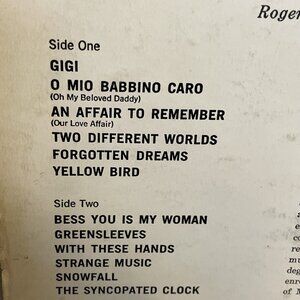 Roger
Side One
GIGI
O MIO BABBINO CARO
(Oh My Beloved Daddy)
AN AFFAIR TO REMEMBER
(Our Love Affair)
TWO DIFFERENT WORLDS
FORGOTTEN DREAMS
YELLOW BIRD
Side Two
BESS YOU IS MY WOMAN
GREENSLEEVES
WITH THESE HANDS
STRANGE MUSIC
SNOWFALL
THE SYNCOPATED CLOCK